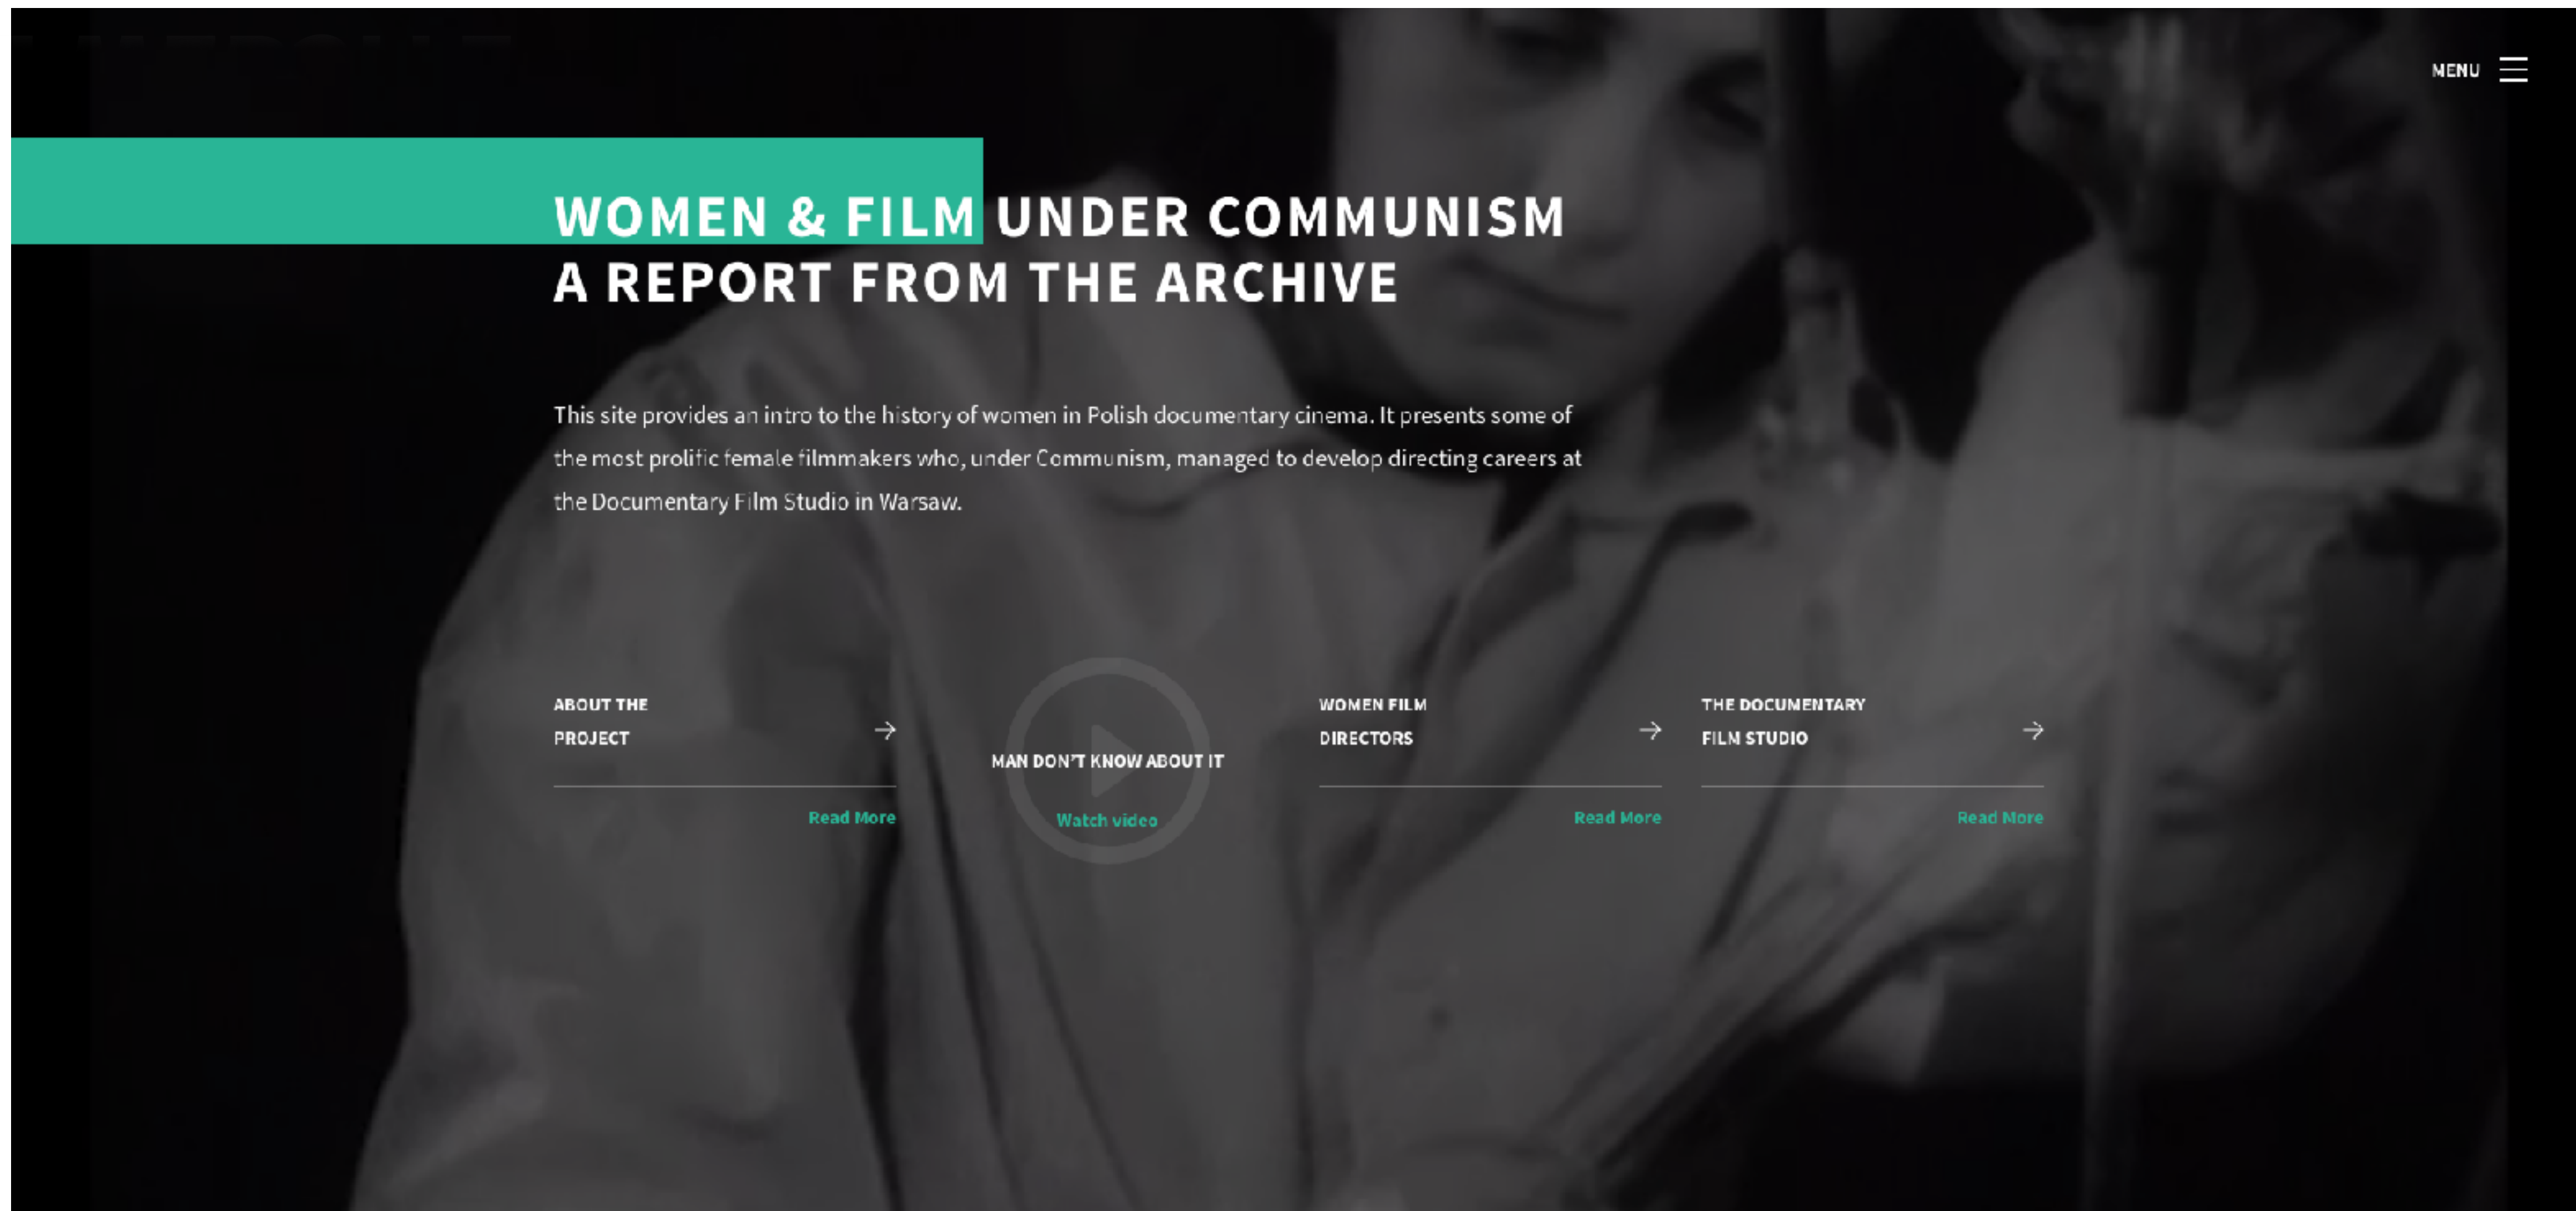 MENU
WOMEN & FILM UNDER COMMUNISM
A REPORT FROM THE ARCHIVE
This site provides an intro to the history of women in Polish documentary cinema. It presents some of
the most prolific female filmmakers who, under Communism, managed to develop directing careers at
the Documentary Film Studio in Warsaw.
ABOUT THE
PROJECT
Read More
MAN DON’T KNOW ABOUT IT
Watch video
WOMEN FILM
DIRECTORS
Read More
THE DOCUMENTARY
FILM STUDIO
Read More